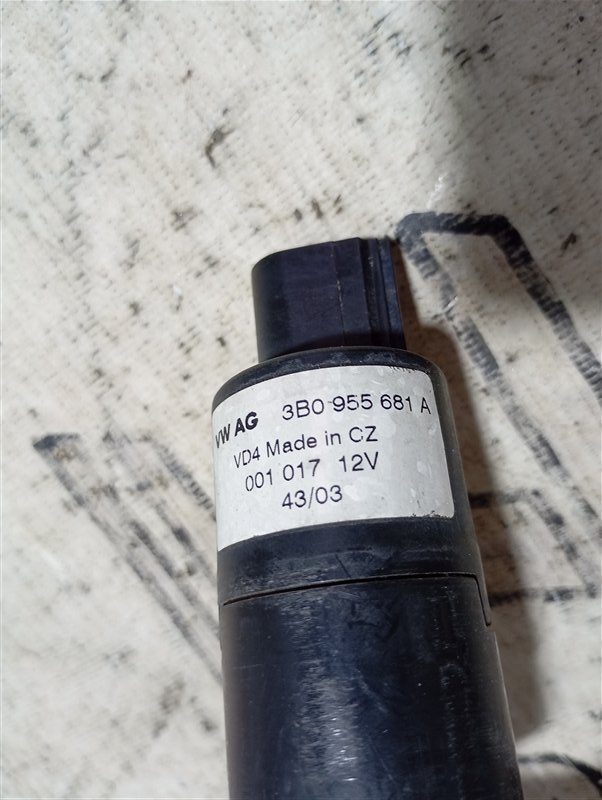 VW AG 3B0 955 681 A
VD4 Made in CZ
001 017 12V
43/03